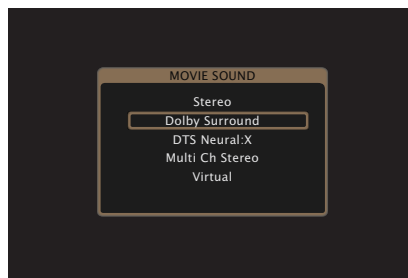 MOVIE SOUND
Stereo
Dolby Surround
DTS Neural:X
Multi Ch Stereo
Virtual